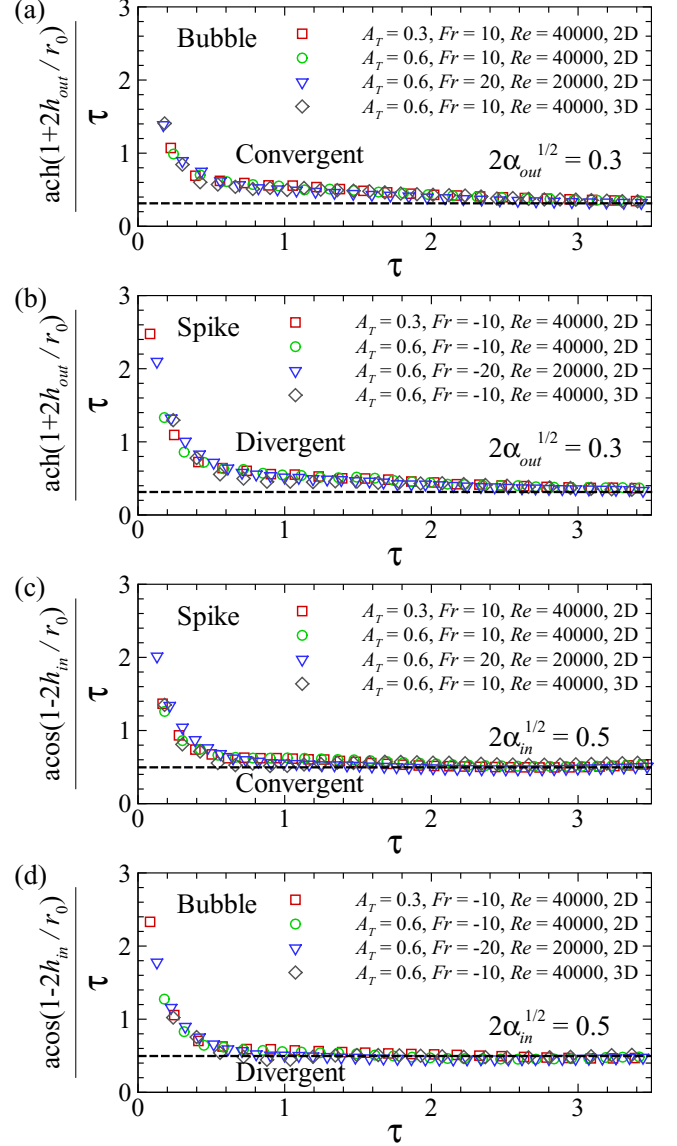 (a)
Bubble
A_T = 0.3, Fr = 10, Re = 40000, 2D
A_T = 0.6, Fr = 10, Re = 40000, 2D
A_T = 0.6, Fr = 20, Re = 20000, 2D
A_T = 0.6, Fr = 10, Re = 40000, 3D
Convergent
2α_out^1/2 = 0.3
ach(1+2h_out / r_0)
τ
3
2
1
0
0
1
2
3
τ
(b)
Spike
A_T = 0.3, Fr = -10, Re = 40000, 2D
A_T = 0.6, Fr = -10, Re = 40000, 2D
A_T = 0.6, Fr = -20, Re = 20000, 2D
A_T = 0.6, Fr = -10, Re = 40000, 3D
Divergent
2α_out^1/2 = 0.3
ach(1+2h_out / r_0)
τ
3
2
1
0
0
1
2
3
τ
(c)
Spike
A_T = 0.3, Fr = 10, Re = 40000, 2D
A_T = 0.6, Fr = 10, Re = 40000, 2D
A_T = 0.6, Fr = 20, Re = 20000, 2D
A_T = 0.6, Fr = 10, Re = 40000, 3D
2α_in^1/2 = 0.5
Convergent
acos(1-2h_in / r_0)
τ
3
2
1
0
0
1
2
3
τ
(d)
Bubble
A_T = 0.3, Fr = -10, Re = 40000, 2D
A_T = 0.6, Fr = -10, Re = 40000, 2D
A_T = 0.6, Fr = -20, Re = 20000, 2D
A_T = 0.6, Fr = -10, Re = 40000, 3D
2α_in^1/2 = 0.5
Divergent
acos(1-2h_in / r_0)
τ
3
2
1
0
0
1
2
3
τ